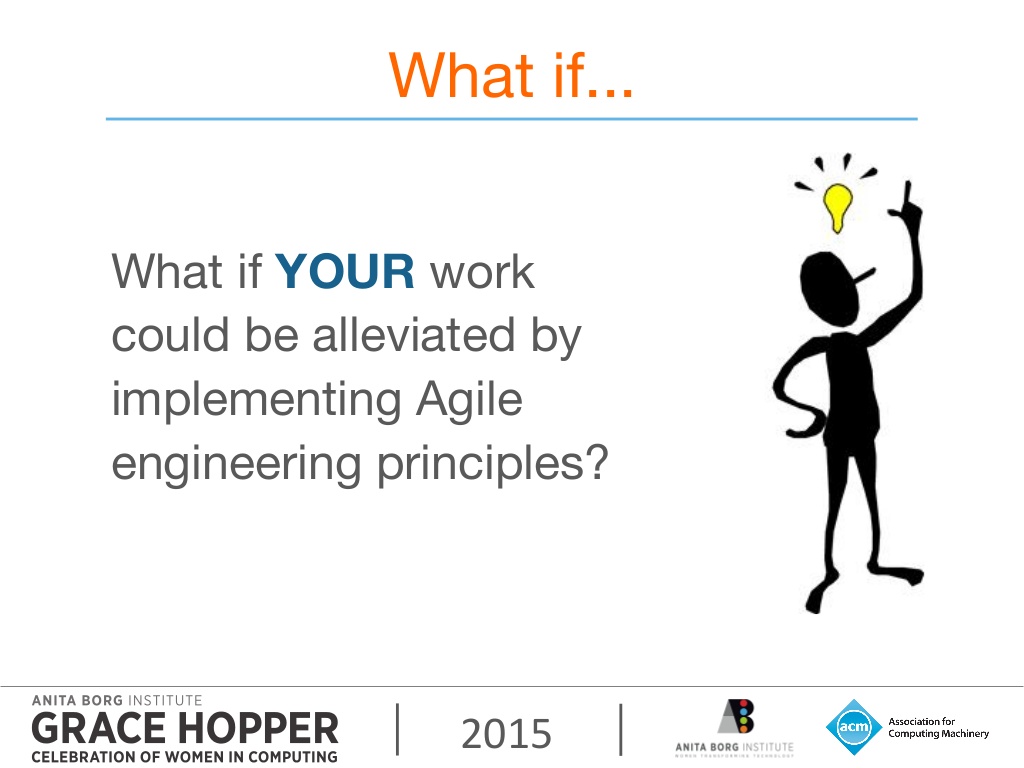 What if...
What if YOUR work
could be alleviated by
implementing Agile
engineering principles?
ANITA BORG INSTITUTE
GRACE HOPPER
CELEBRATION OF WOMEN IN COMPUTING
2015
ANITA BORG INSTITUTE
WOMEN TRANSFORMING TECHNOLOGY
acm
Association for
Computing Machinery